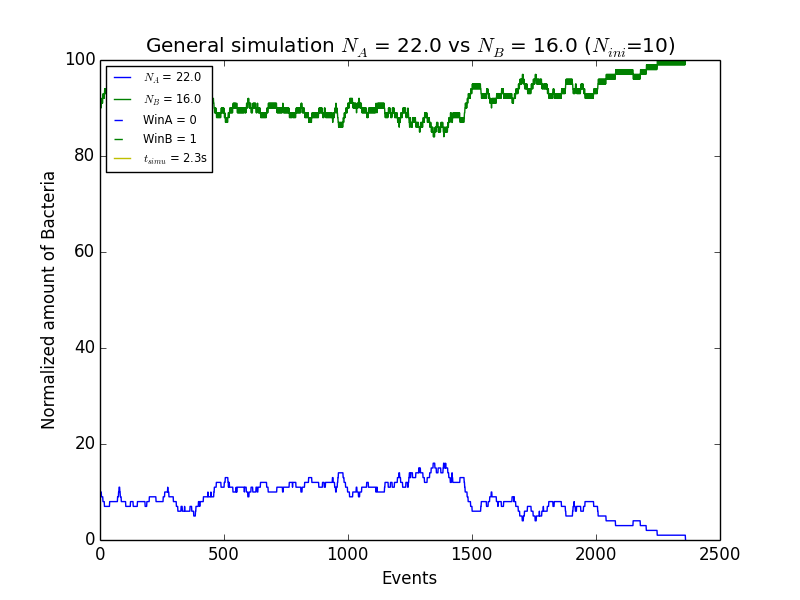 General simulation N_A = 22.0 vs N_B = 16.0 (N_ini=10)
100
80
60
40
20
0
Normalized amount of Bacteria
N_A = 22.0
N_B = 16.0
WinA = 0
WinB = 1
t_simu = 2.3s
0 500 1000 1500 2000 2500
Events